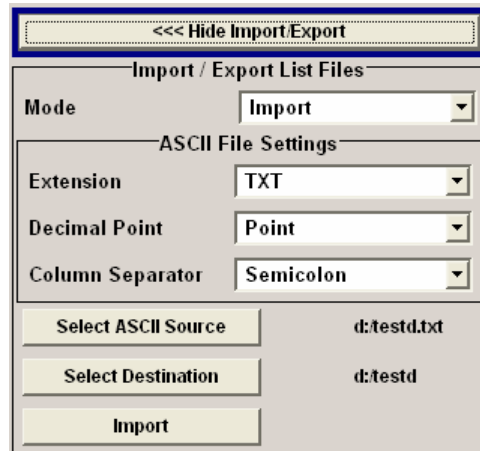 <<< Hide Import/Export
Import / Export List Files
Mode Import
ASCII File Settings
Extension TXT
Decimal Point Point
Column Separator Semicolon
Select ASCII Source d:/testd.txt
Select Destination d:/testd
Import